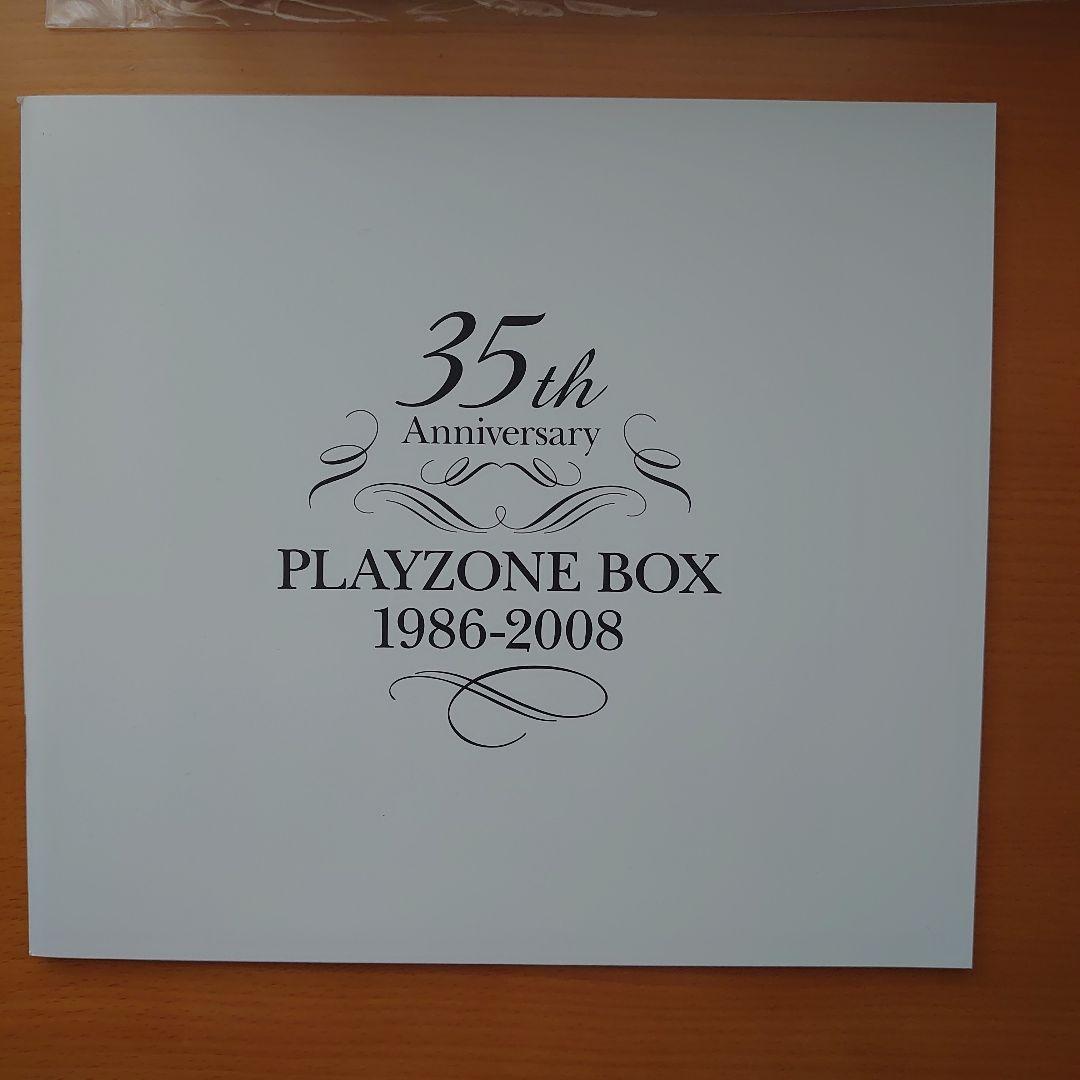 35th
Anniversary
PLAYZONE BOX
1986-2008